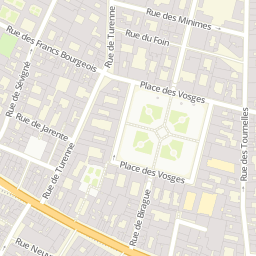 Rue des Minimes
Rue du Foin
Rue de Turenne
Rue des Francs Bourgeois
Rue de Sévigné
Place des Vosges
Rue de Jarente
Rue des Tournelles
Rue de Turenne
Place des Vosges
Rue de Birague